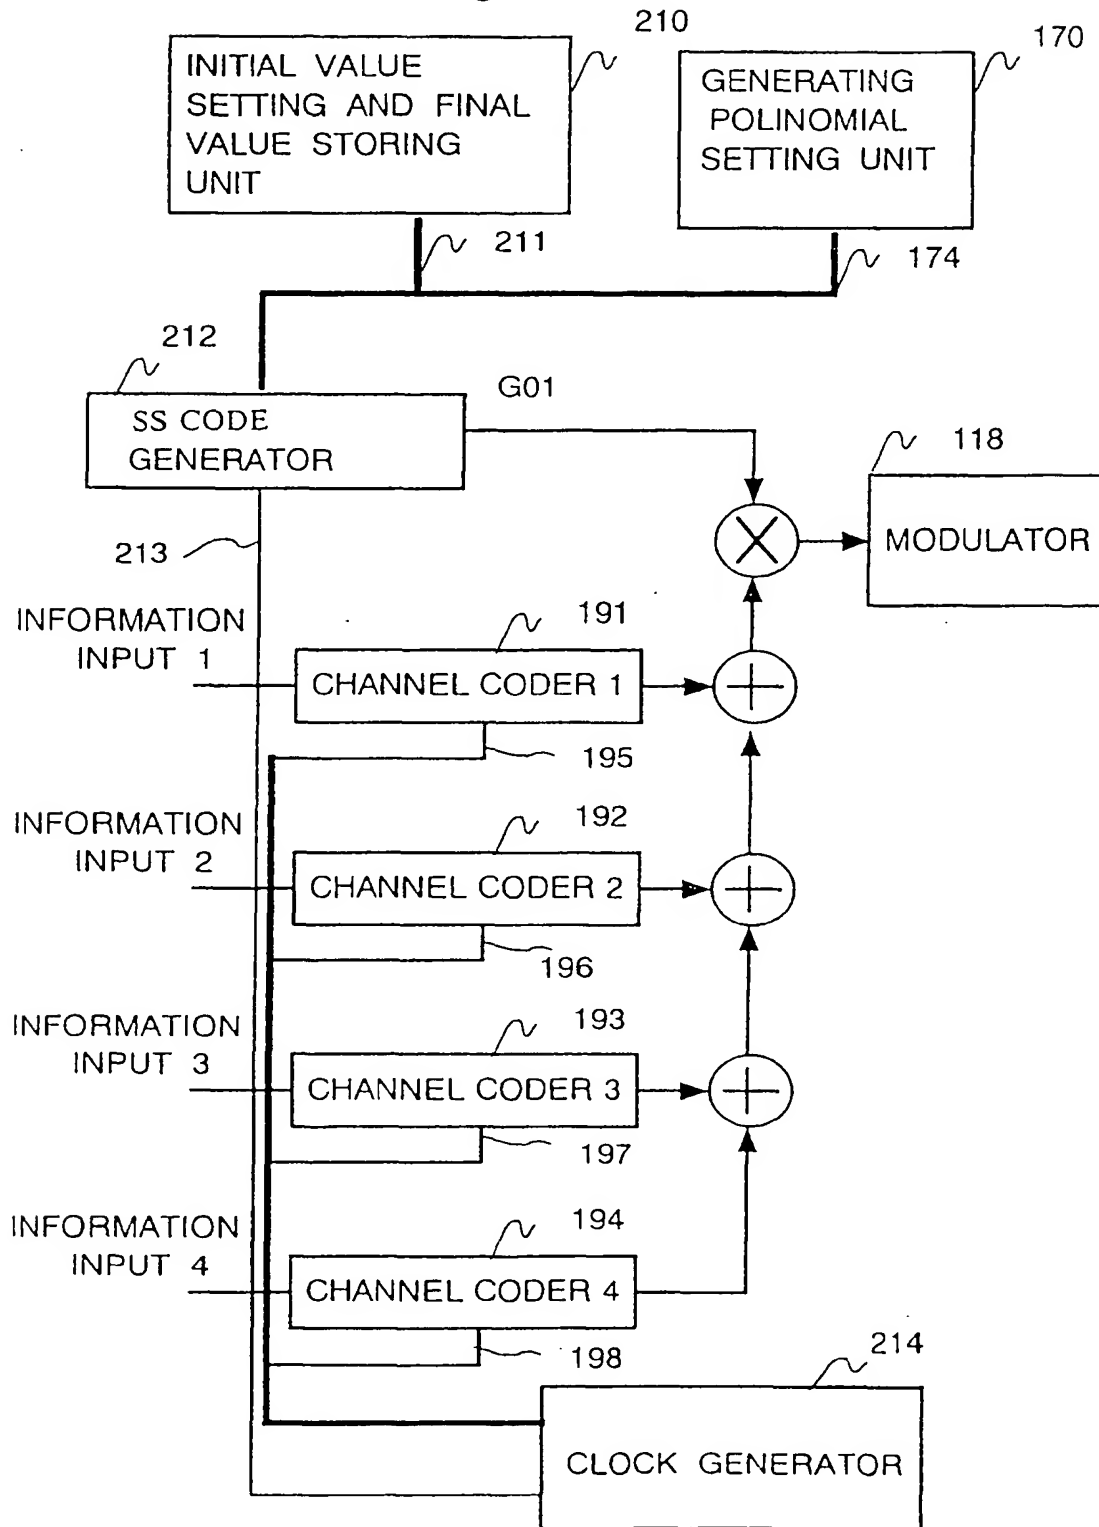 210
INITIAL VALUE
SETTING AND FINAL
VALUE STORING
UNIT
170
GENERATING
POLINOMIAL
SETTING UNIT
211
174
212
G01
SS CODE
GENERATOR
118
MODULATOR
213
INFORMATION
INPUT 1
191
CHANNEL CODER 1
195
INFORMATION
INPUT 2
192
CHANNEL CODER 2
196
INFORMATION
INPUT 3
193
CHANNEL CODER 3
197
INFORMATION
INPUT 4
194
CHANNEL CODER 4
198
214
CLOCK GENERATOR